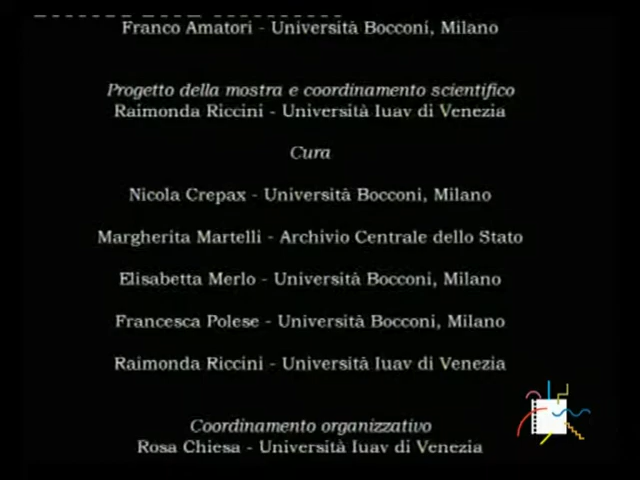 Franco Amatori - Università Bocconi, Milano
Progetto della mostra e coordinamento scientifico
Raimonda Riccini - Università Iuav di Venezia
Cura
Nicola Crepax - Università Bocconi, Milano
Margherita Martelli - Archivio Centrale dello Stato
Elisabetta Merlo - Università Bocconi, Milano
Francesca Polese - Università Bocconi, Milano
Raimonda Riccini - Università Iuav di Venezia
Coordinamento organizzativo
Rosa Chiesa - Università Iuav di Venezia